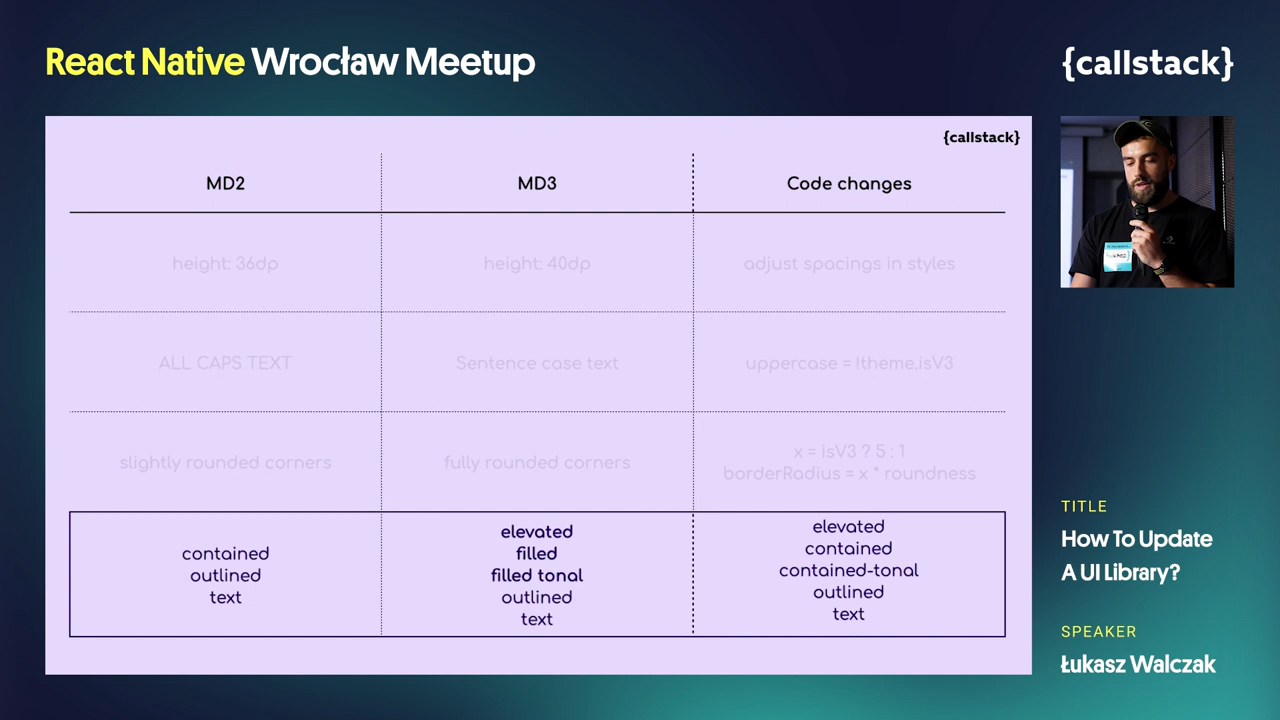 React Native Wrocław Meetup
{callstack}
{callstack}
MD2
MD3
Code changes
height: 36dp
height: 40dp
adjust spacings in styles
ALL CAPS TEXT
Sentence case text
uppercase = !theme.isV3
slightly rounded corners
fully rounded corners
x = isV3 ? 5 : 1
borderRadius = x * roundness
contained
outlined
text
elevated
filled
filled tonal
outlined
text
elevated
contained
contained-tonal
outlined
text
TITLE
How To Update
A UI Library?
SPEAKER
Łukasz Walczak